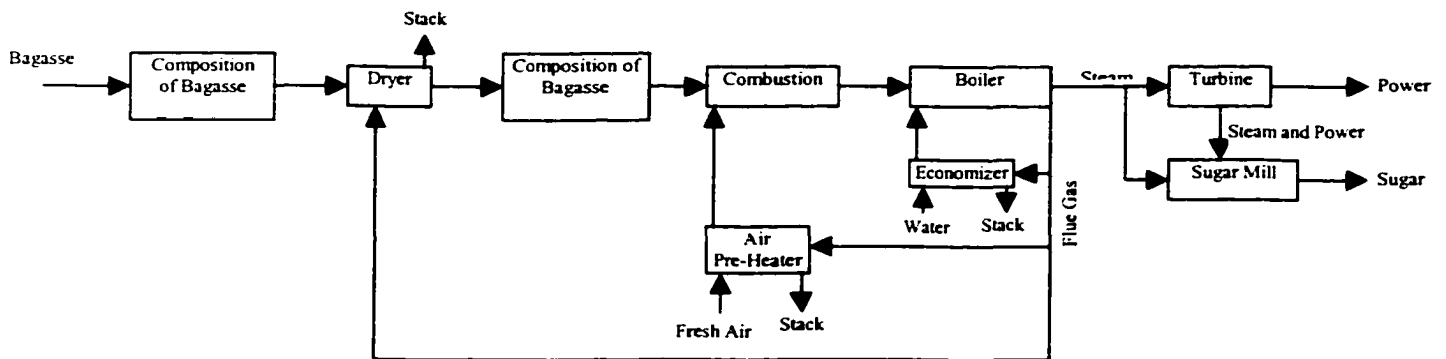 Stack
Bagasse
Composition
of Bagasse
Dryer
Composition of
Bagasse
Combustion
Boiler
Steam
Turbine
Power
Steam and Power
Economizer
Sugar Mill
Sugar
Water
Stack
Flue Gas
Air
Pre-Heater
Fresh Air
Stack